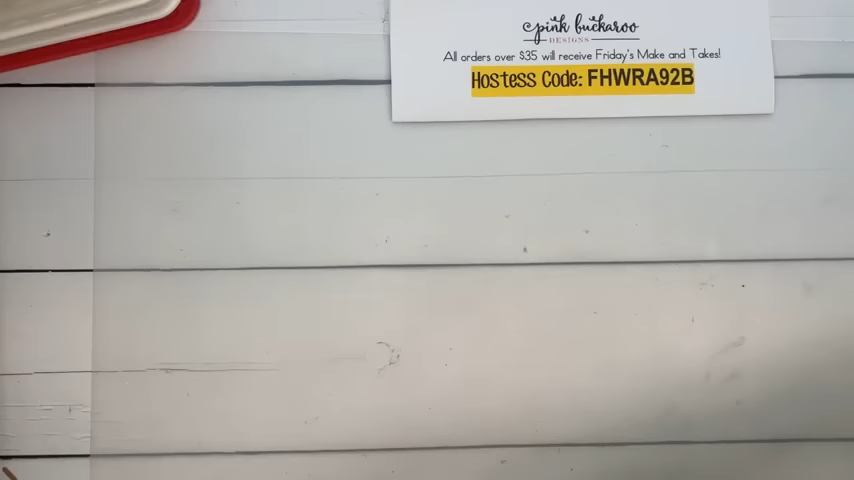 pink buckaroo
DESIGNS
All orders over $35 will receive Friday's Make and Takes!
Hostess Code: FHWRA92B